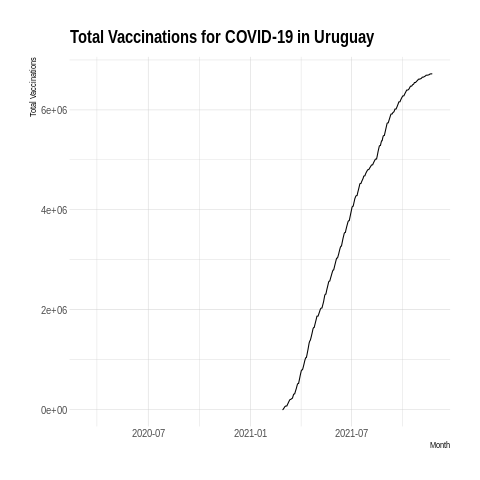 Total Vaccinations for COVID-19 in Uruguay
Total Vaccinations
6e+06
4e+06
2e+06
0e+00
2020-07 2021-01 2021-07
Month